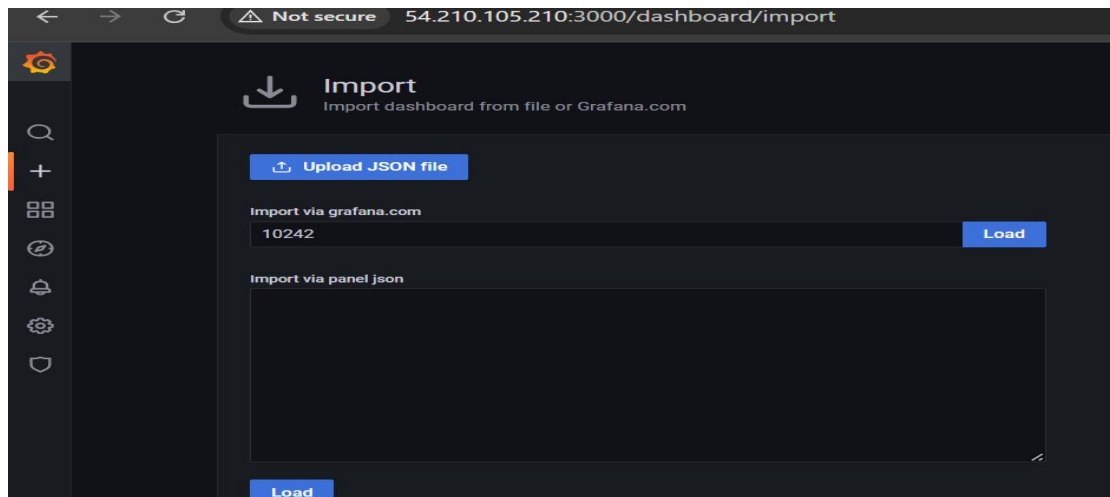 Not secure 54.210.105.210:3000/dashboard/import
Import
Import dashboard from file or Grafana.com
Upload JSON file
Import via grafana.com
10242 Load
Import via panel json
Load